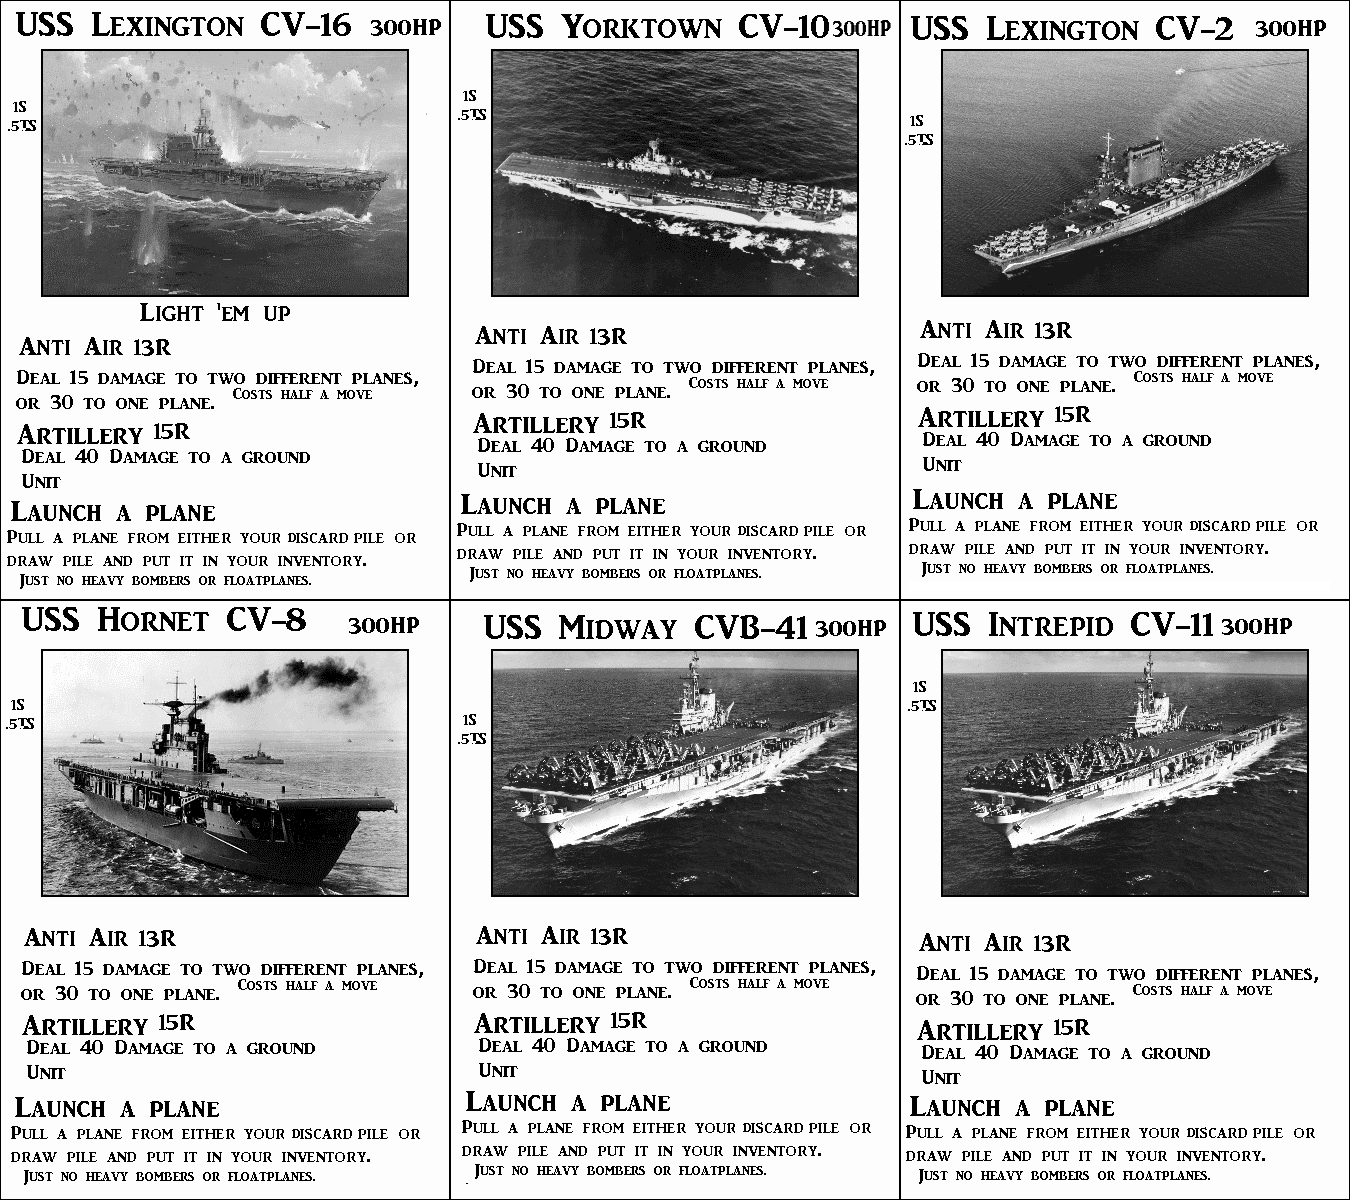 USS Lexington CV-16 300HP
1S
.5TS
Light 'em up
Anti Air 13R
Deal 15 damage to two different planes,
or 30 to one plane. Costs half a move
Artillery 15R
Deal 40 Damage to a ground
Unit
Launch a plane
Pull a plane from either your discard pile or
draw pile and put it in your inventory.
Just no heavy bombers or floatplanes.
USS Yorktown CV-10 300HP
1S
.5TS
Anti Air 13R
Deal 15 damage to two different planes,
or 30 to one plane. Costs half a move
Artillery 15R
Deal 40 Damage to a ground
Unit
Launch a plane
Pull a plane from either your discard pile or
draw pile and put it in your inventory.
Just no heavy bombers or floatplanes.
USS Lexington CV-2 300HP
1S
.5TS
Anti Air 13R
Deal 15 damage to two different planes,
or 30 to one plane. Costs half a move
Artillery 15R
Deal 40 Damage to a ground
Unit
Launch a plane
Pull a plane from either your discard pile or
draw pile and put it in your inventory.
Just no heavy bombers or floatplanes.
USS Hornet CV-8 300HP
1S
.5TS
Anti Air 13R
Deal 15 damage to two different planes,
or 30 to one plane. Costs half a move
Artillery 15R
Deal 40 Damage to a ground
Unit
Launch a plane
Pull a plane from either your discard pile or
draw pile and put it in your inventory.
Just no heavy bombers or floatplanes.
USS Midway CVB-41 300HP
1S
.5TS
Anti Air 13R
Deal 15 damage to two different planes,
or 30 to one plane. Costs half a move
Artillery 15R
Deal 40 Damage to a ground
Unit
Launch a plane
Pull a plane from either your discard pile or
draw pile and put it in your inventory.
Just no heavy bombers or floatplanes.
USS Intrepid CV-11 300HP
1S
.5TS
Anti Air 13R
Deal 15 damage to two different planes,
or 30 to one plane. Costs half a move
Artillery 15R
Deal 40 Damage to a ground
Unit
Launch a plane
Pull a plane from either your discard pile or
draw pile and put it in your inventory.
Just no heavy bombers or floatplanes.